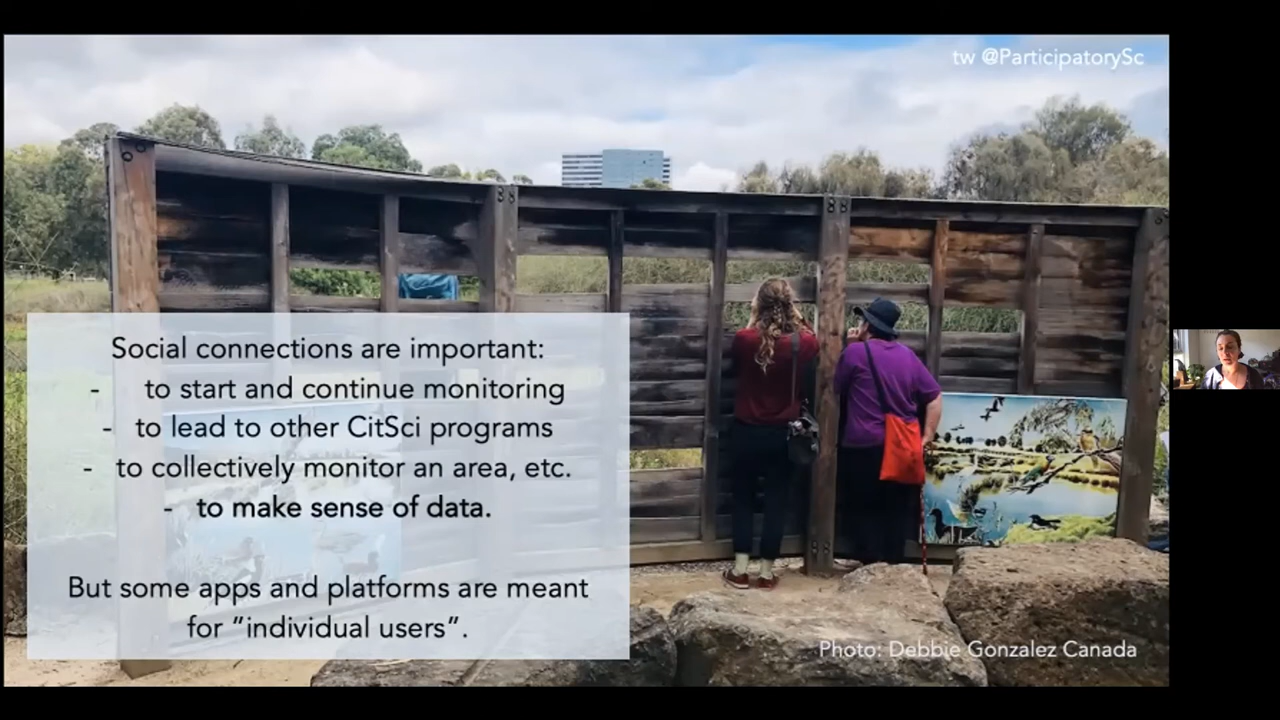 tw @ParticipatorySc
Social connections are important:
- to start and continue monitoring
- to lead to other CitSci programs
- to collectively monitor an area, etc.
- to make sense of data.
But some apps and platforms are meant
for "individual users".
Photo: Debbie Gonzalez Canada